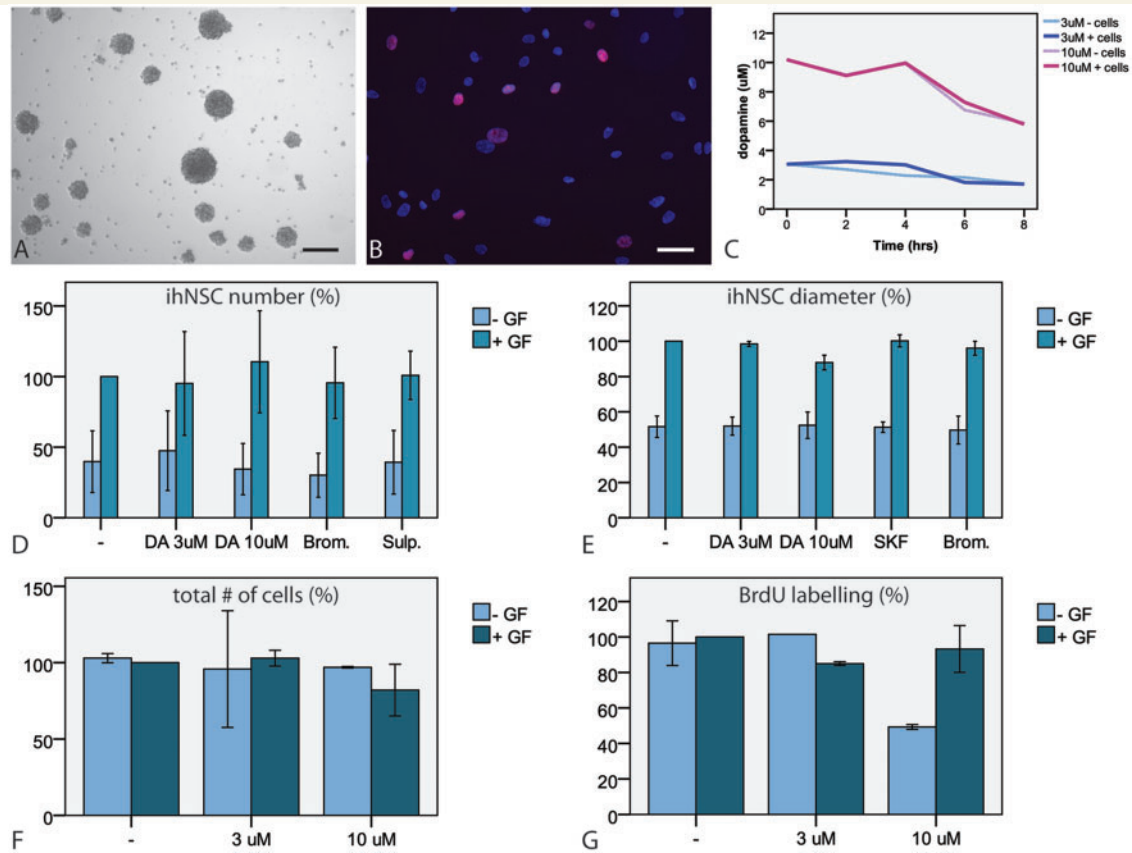 A
B
12
10
8
6
4
2
0
dopamine (uM)
0 2 4 6 8
Time (hrs)
C
3uM - cells
3uM + cells
10uM - cells
10uM + cells
ihNSC number (%)
150
100
50
0
- DA 3uM DA 10uM Brom. Sulp.
D
- GF
+ GF
ihNSC diameter (%)
120
100
80
60
40
20
0
- DA 3uM DA 10uM SKF Brom.
E
- GF
+ GF
total # of cells (%)
150
100
50
0
- 3 uM 10 uM
F
- GF
+ GF
BrdU labelling (%)
120
100
80
60
40
20
0
- 3 uM 10 uM
G
- GF
+ GF